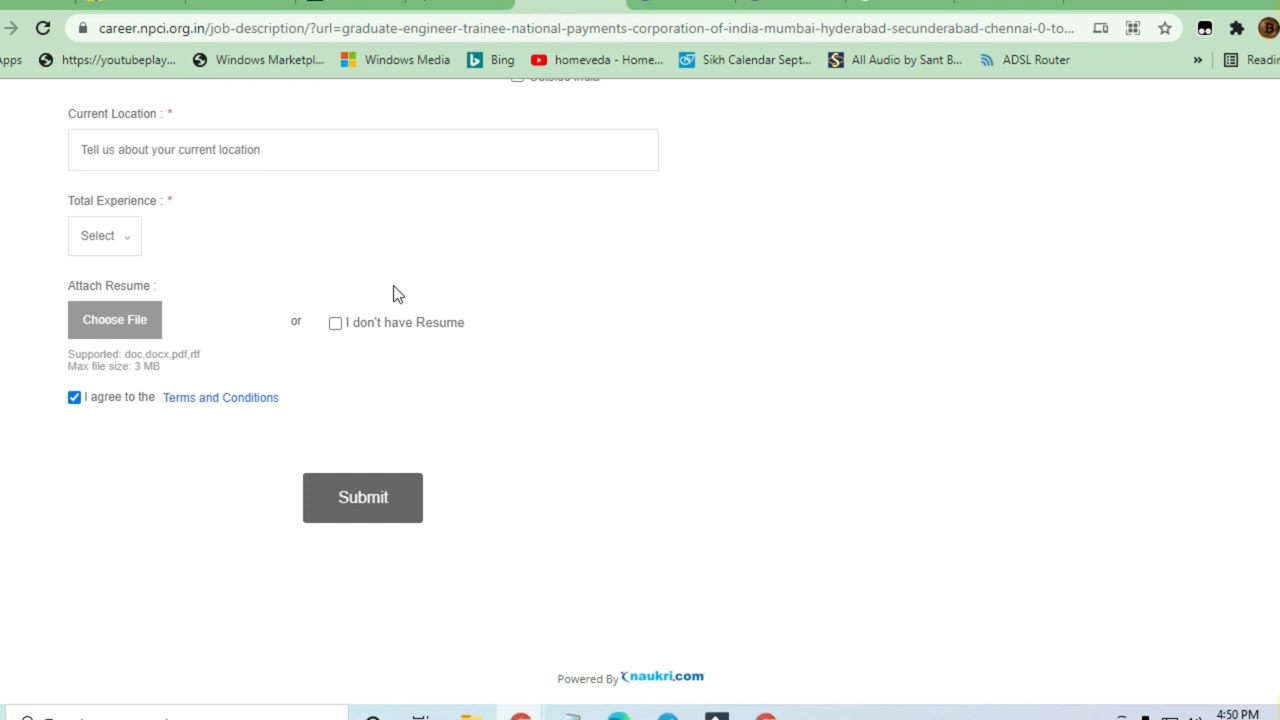 career.npci.org.in/job-description/?url=graduate-engineer-trainee-national-payments-corporation-of-india-mumbai-hyderabad-secunderabad-chennai-0-to...
Apps https://youtubeplay... Windows Marketpl... Windows Media Bing homeveda - Home... Sikh Calendar Sept... All Audio by Sant B... ADSL Router » Readin
Outside India
Current Location : *
Tell us about your current location
Total Experience : *
Select
Attach Resume :
Choose File or I don't have Resume
Supported: doc,docx,pdf,rtf
Max file size: 3 MB
I agree to the Terms and Conditions
Submit
Powered By naukri.com
4:50 PM